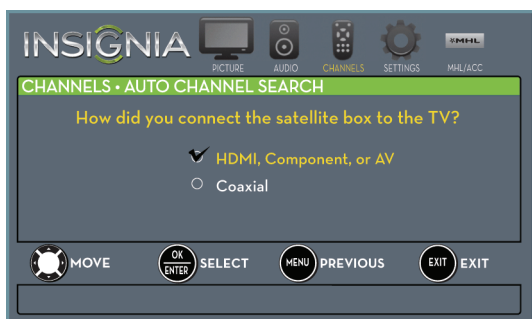 INSIGNIA
PICTURE AUDIO CHANNELS SETTINGS MHL/ACC
MHL
CHANNELS • AUTO CHANNEL SEARCH
How did you connect the satellite box to the TV?
HDMI, Component, or AV
Coaxial
MOVE OK ENTER SELECT MENU PREVIOUS EXIT EXIT